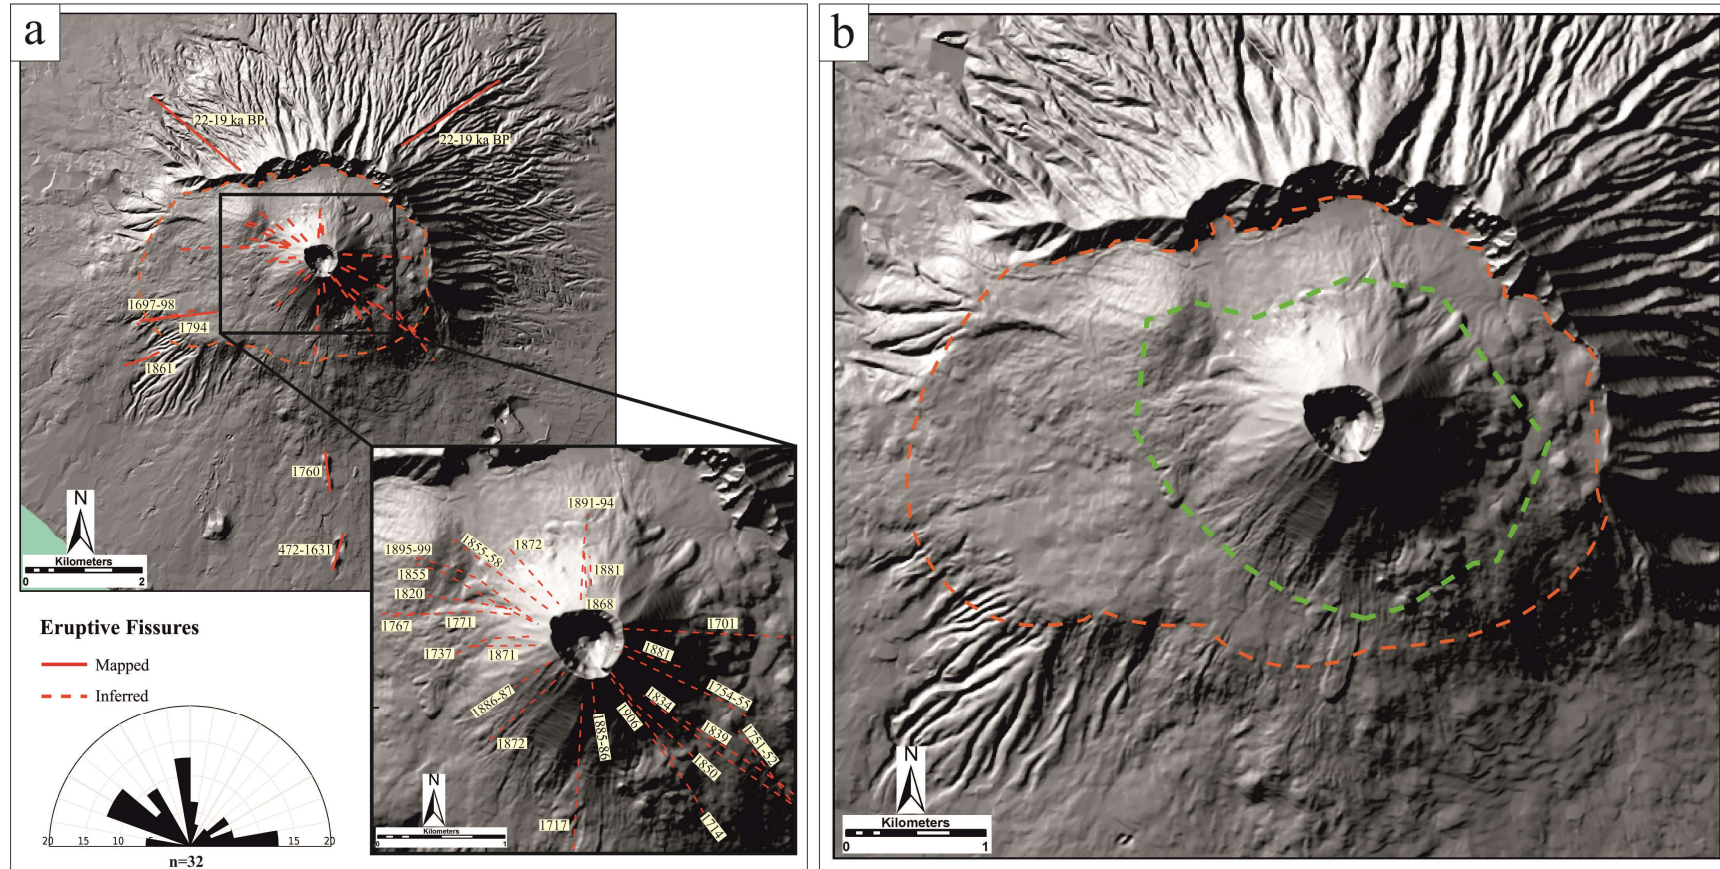 a
22-19 ka BP
22-19 ka BP
1697-98
1794
1861
1760
472-1631
N
Kilometers
0 2
Eruptive Fissures
Mapped
Inferred
20 15 10 5 15 20
n=32
1891-94
1872
1855-58
1895-99
1881
1855
1820
1868
1767
1771
1701
1737
1871
1881
1754-55
1886-87
1834
1906
1839
1751-52
1872
1885-86
1850
1714
1717
N
Kilometers
0 1
b
N
Kilometers
0 1